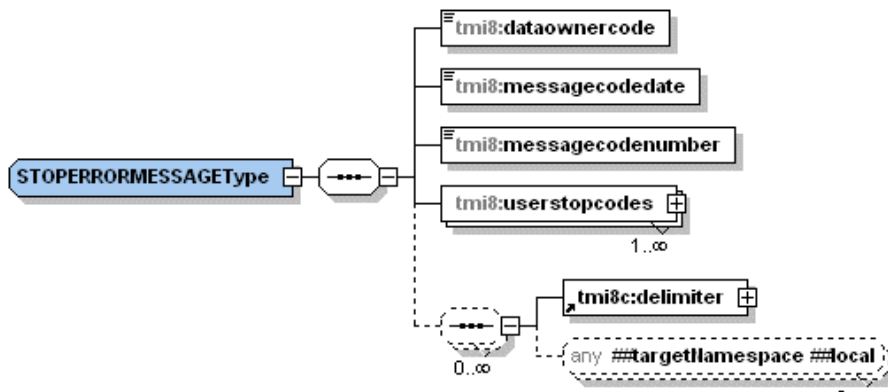 tmi8:dataownercode
tmi8:messagecodedate
tmi8:messagecodenumber
STOPERRORMESSAGEType
tmi8:userstopcodes
1..∞
tmi8c:delimiter
0..∞
any ##targetNamespace ##local